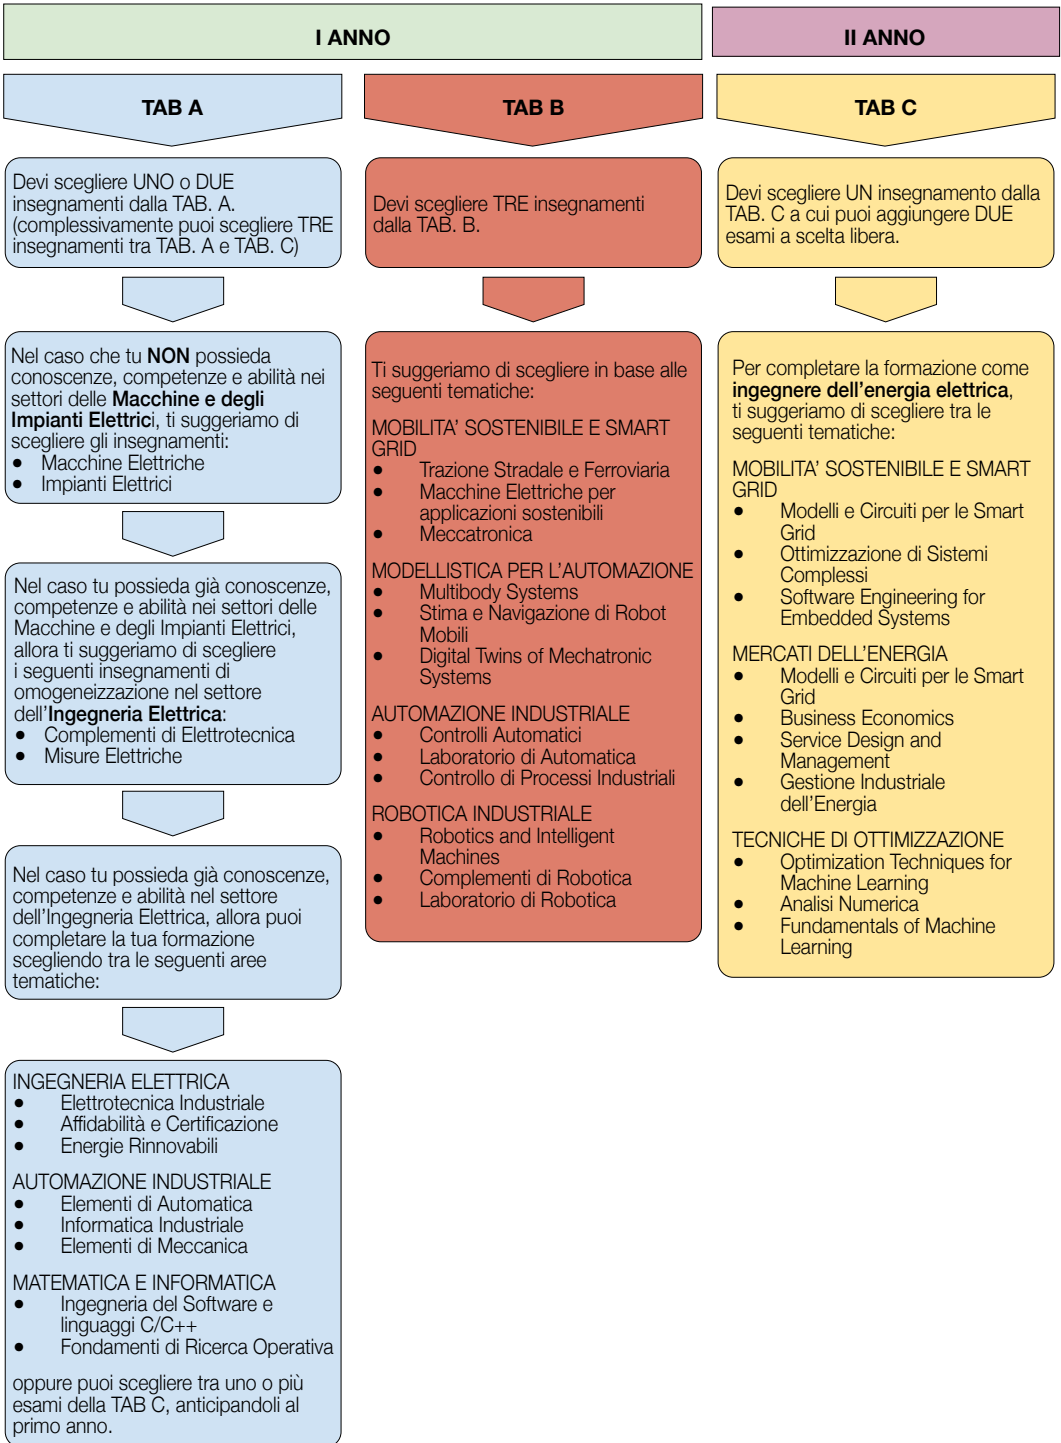 I ANNO
II ANNO
TAB A
TAB B
TAB C
Devi scegliere UNO o DUE
insegnamenti dalla TAB. A.
(complessivamente puoi scegliere TRE
insegnamenti tra TAB. A e TAB. C)
Nel caso che tu NON possieda
conoscenze, competenze e abilità nei
settori delle Macchine e degli
Impianti Elettrici, ti suggeriamo di
scegliere gli insegnamenti:
• Macchine Elettriche
• Impianti Elettrici
Nel caso tu possieda già conoscenze,
competenze e abilità nei settori delle
Macchine e degli Impianti Elettrici,
allora ti suggeriamo di scegliere
i seguenti insegnamenti di
omogeneizzazione nel settore
dell'Ingegneria Elettrica:
• Complementi di Elettrotecnica
• Misure Elettriche
Nel caso tu possieda già conoscenze,
competenze e abilità nel settore
dell'Ingegneria Elettrica, allora puoi
completare la tua formazione
scegliendo tra le seguenti aree
tematiche:
INGEGNERIA ELETTRICA
• Elettrotecnica Industriale
• Affidabilità e Certificazione
• Energie Rinnovabili
AUTOMAZIONE INDUSTRIALE
• Elementi di Automatica
• Informatica Industriale
• Elementi di Meccanica
MATEMATICA E INFORMATICA
• Ingegneria del Software e
linguaggi C/C++
• Fondamenti di Ricerca Operativa
oppure puoi scegliere tra uno o più
esami della TAB C, anticipandoli al
primo anno.
Devi scegliere TRE insegnamenti
dalla TAB. B.
Ti suggeriamo di scegliere in base alle
seguenti tematiche:
MOBILITA' SOSTENIBILE E SMART
GRID
• Trazione Stradale e Ferroviaria
• Macchine Elettriche per
applicazioni sostenibili
• Meccatronica
MODELLISTICA PER L'AUTOMAZIONE
• Multibody Systems
• Stima e Navigazione di Robot
Mobili
• Digital Twins of Mechatronic
Systems
AUTOMAZIONE INDUSTRIALE
• Controlli Automatici
• Laboratorio di Automatica
• Controllo di Processi Industriali
ROBOTICA INDUSTRIALE
• Robotics and Intelligent
Machines
• Complementi di Robotica
• Laboratorio di Robotica
Devi scegliere UN insegnamento dalla
TAB. C a cui puoi aggiungere DUE
esami a scelta libera.
Per completare la formazione come
ingegnere dell'energia elettrica,
ti suggeriamo di scegliere tra le
seguenti tematiche:
MOBILITA' SOSTENIBILE E SMART
GRID
• Modelli e Circuiti per le Smart
Grid
• Ottimizzazione di Sistemi
Complessi
• Software Engineering for
Embedded Systems
MERCATI DELL'ENERGIA
• Modelli e Circuiti per le Smart
Grid
• Business Economics
• Service Design and
Management
• Gestione Industriale
dell'Energia
TECNICHE DI OTTIMIZZAZIONE
• Optimization Techniques for
Machine Learning
• Analisi Numerica
• Fundamentals of Machine
Learning